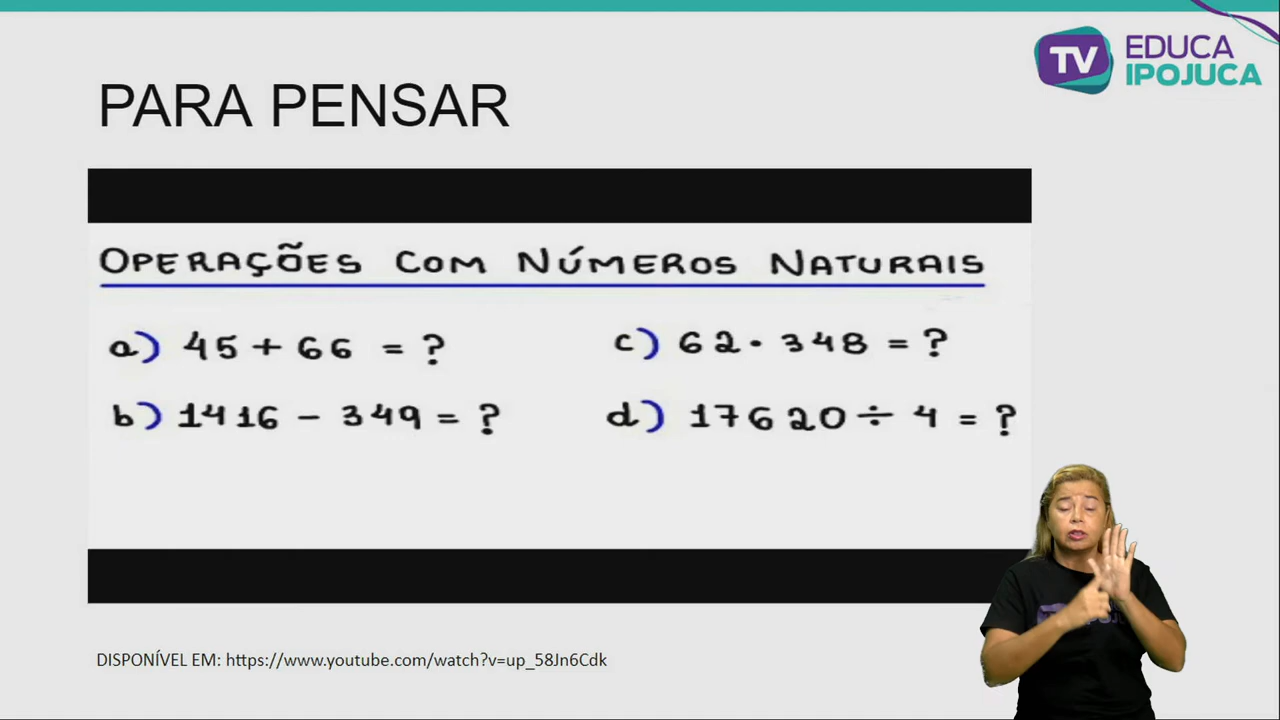 TV EDUCA
IPOJUCA
PARA PENSAR
OPERAÇÕES COM NÚMEROS NATURAIS
a) 45 + 66 = ?
b) 1416 - 349 = ?
c) 62 · 348 = ?
d) 17620 ÷ 4 = ?
DISPONÍVEL EM: https://www.youtube.com/watch?v=up_58Jn6Cdk